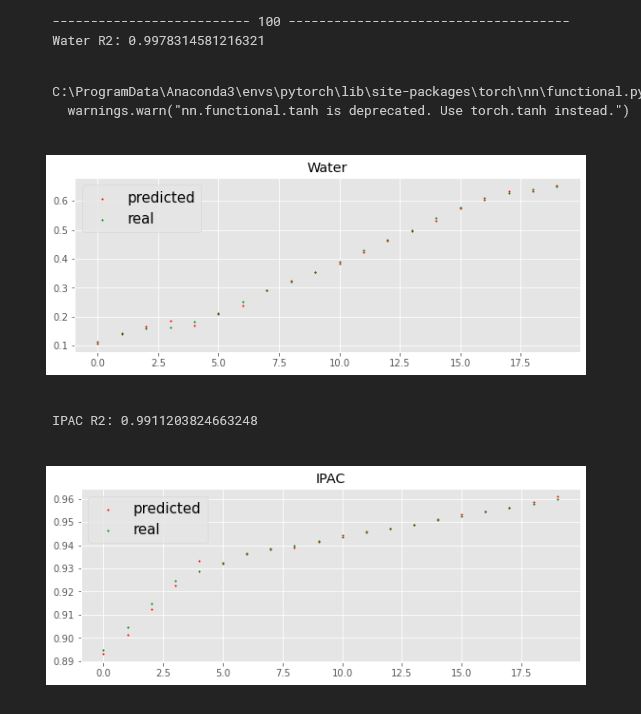 -------------------------- 100 -------------------------------------
Water R2: 0.9978314581216321
C:\ProgramData\Anaconda3\envs\pytorch\lib\site-packages\torch\nn\functional.py
warnings.warn("nn.functional.tanh is deprecated. Use torch.tanh instead.")
Water
predicted
real
0.6
0.5
0.4
0.3
0.2
0.1
0.0 2.5 5.0 7.5 10.0 12.5 15.0 17.5
IPAC R2: 0.9911203824663248
IPAC
predicted
real
0.96
0.95
0.94
0.93
0.92
0.91
0.90
0.89
0.0 2.5 5.0 7.5 10.0 12.5 15.0 17.5